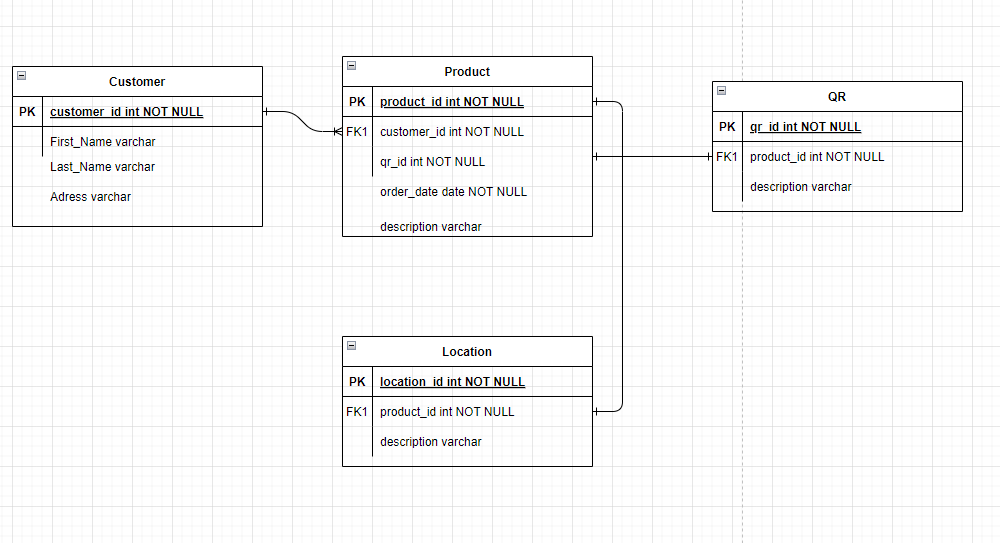 Customer
PK customer_id int NOT NULL
First_Name varchar
Last_Name varchar
Adress varchar
Product
PK product_id int NOT NULL
FK1 customer_id int NOT NULL
qr_id int NOT NULL
order_date date NOT NULL
description varchar
QR
PK qr_id int NOT NULL
FK1 product_id int NOT NULL
description varchar
Location
PK location_id int NOT NULL
FK1 product_id int NOT NULL
description varchar